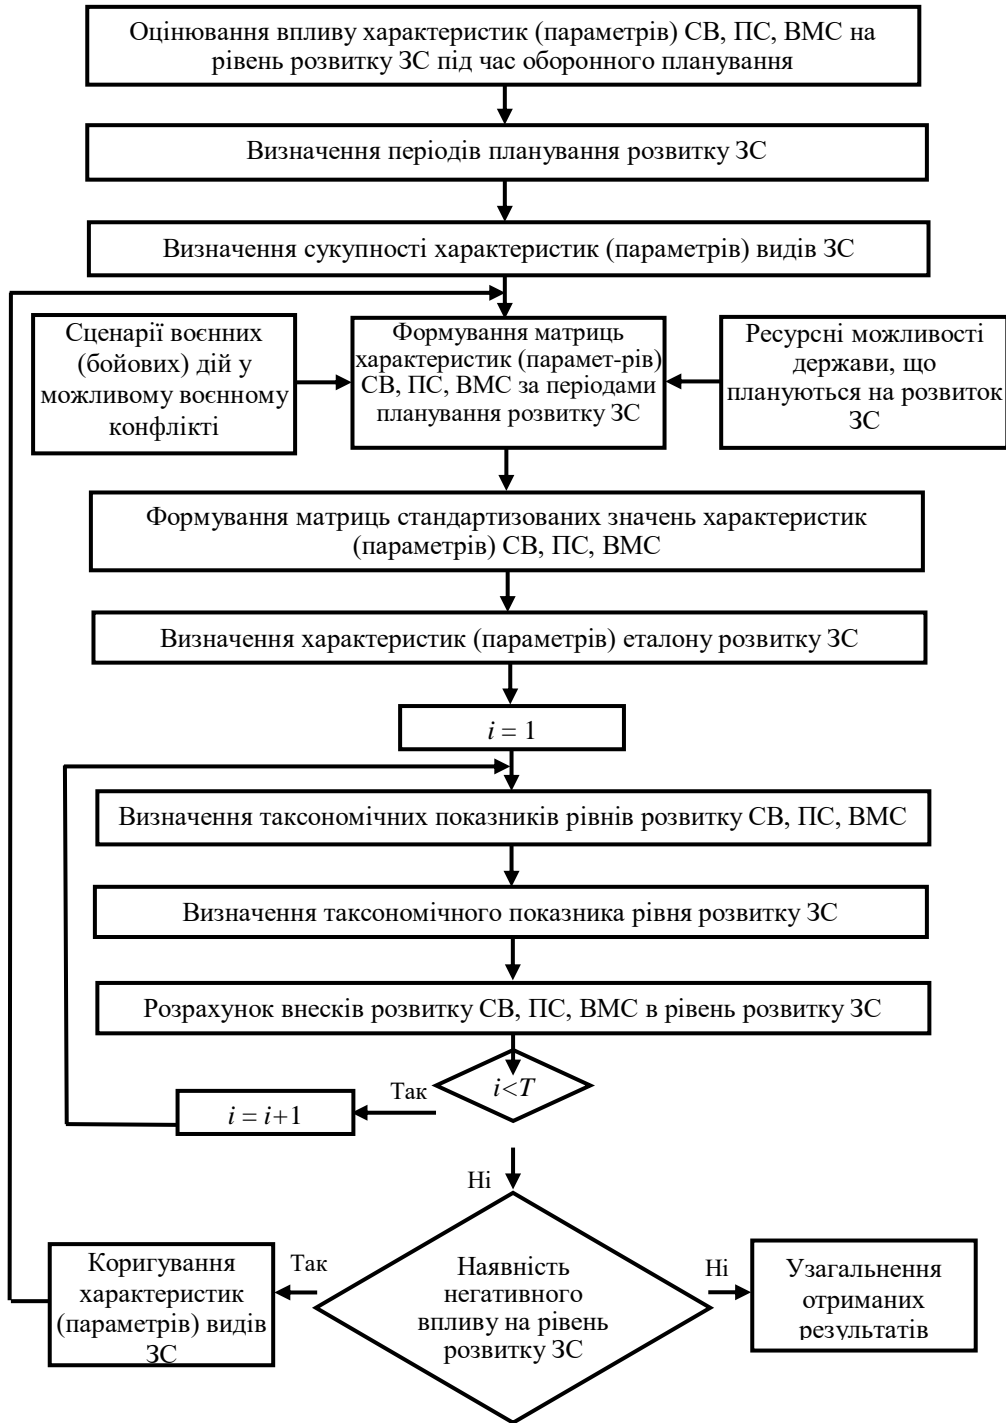 Оцінювання впливу характеристик (параметрів) СВ, ПС, ВМС на
рівень розвитку ЗС під час оборонного планування
Визначення періодів планування розвитку ЗС
Визначення сукупності характеристик (параметрів) видів ЗС
Сценарії воєнних
(бойових) дій у
можливому воєнному
конфлікті
Формування матриць
характеристик (парамет-рів)
СВ, ПС, ВМС за періодами
планування розвитку ЗС
Ресурсні можливості
держави, що
плануються на розвиток
ЗС
Формування матриць стандартизованих значень характеристик
(параметрів) СВ, ПС, ВМС
Визначення характеристик (параметрів) еталону розвитку ЗС
i = 1
Визначення таксономічних показників рівнів розвитку СВ, ПС, ВМС
Визначення таксономічного показника рівня розвитку ЗС
Розрахунок внесків розвитку СВ, ПС, ВМС в рівень розвитку ЗС
i<T
Так
i = i+1
Ні
Коригування
характеристик
(параметрів) видів
ЗС
Так
Наявність
негативного
впливу на рівень
розвитку ЗС
Ні
Узагальнення
отриманих
результатів